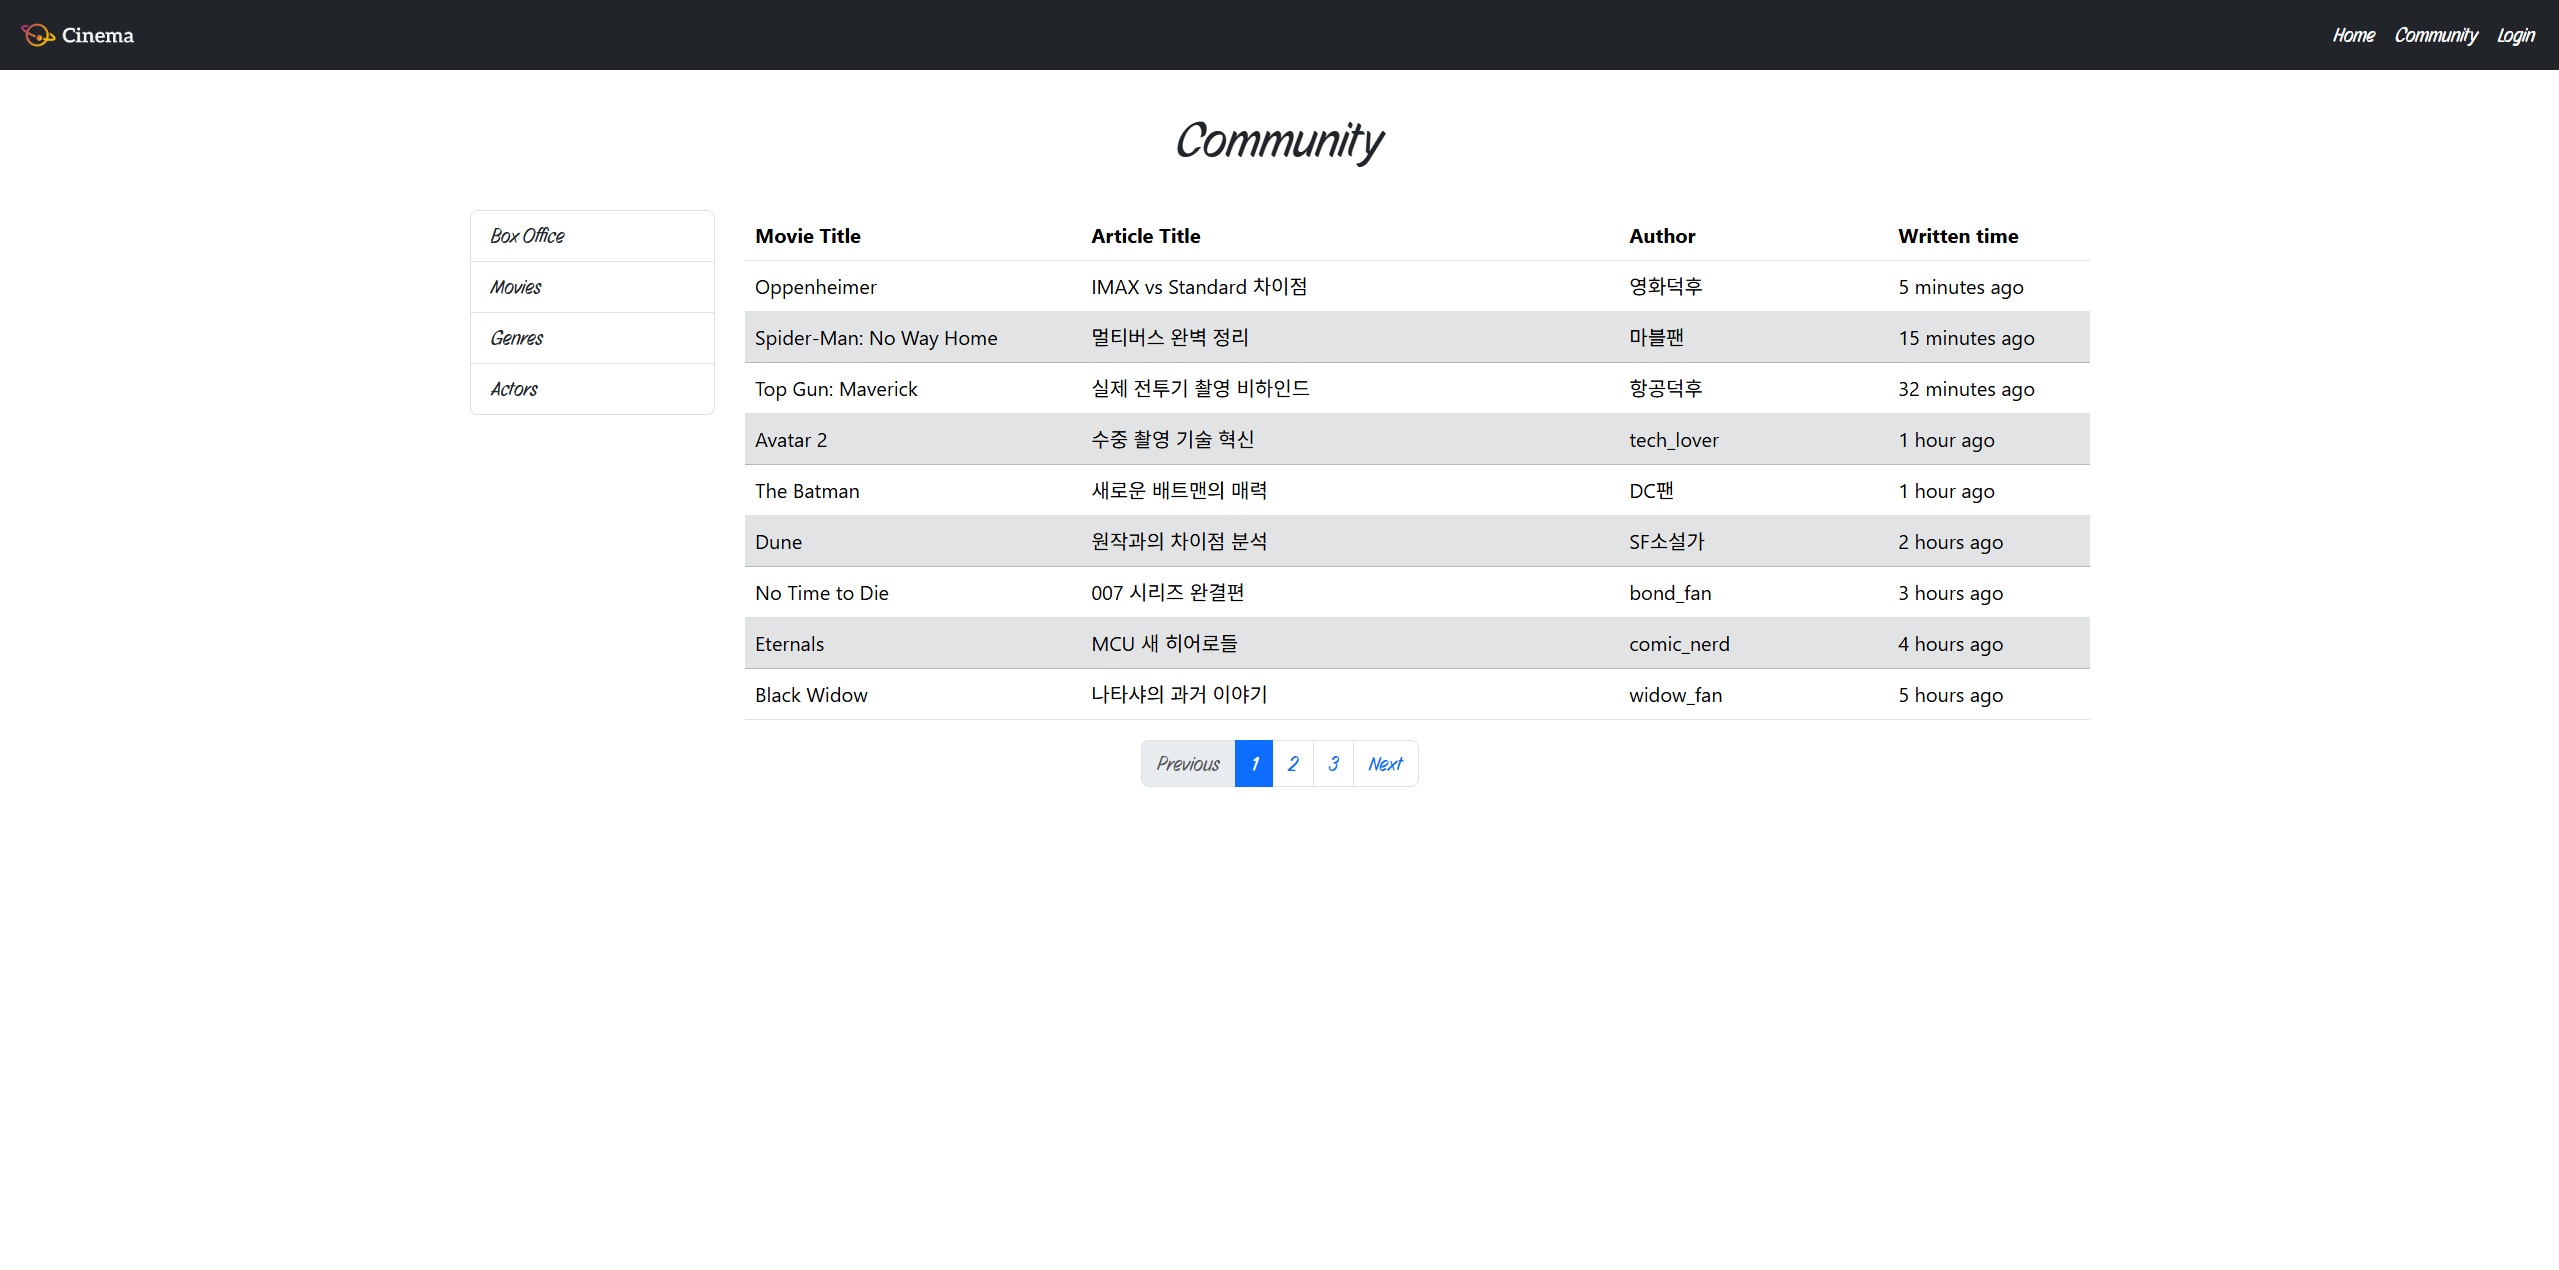 Cinema
Home Community Login
Community
Box Office
Movies
Genres
Actors
Movie Title Article Title Author Written time
Oppenheimer IMAX vs Standard 차이점 영화덕후 5 minutes ago
Spider-Man: No Way Home 멀티버스 완벽 정리 마블팬 15 minutes ago
Top Gun: Maverick 실제 전투기 촬영 비하인드 항공덕후 32 minutes ago
Avatar 2 수중 촬영 기술 혁신 tech_lover 1 hour ago
The Batman 새로운 배트맨의 매력 DC팬 1 hour ago
Dune 원작과의 차이점 분석 SF소설가 2 hours ago
No Time to Die 007 시리즈 완결편 bond_fan 3 hours ago
Eternals MCU 새 히어로들 comic_nerd 4 hours ago
Black Widow 나타샤의 과거 이야기 widow_fan 5 hours ago
Previous 1 2 3 Next